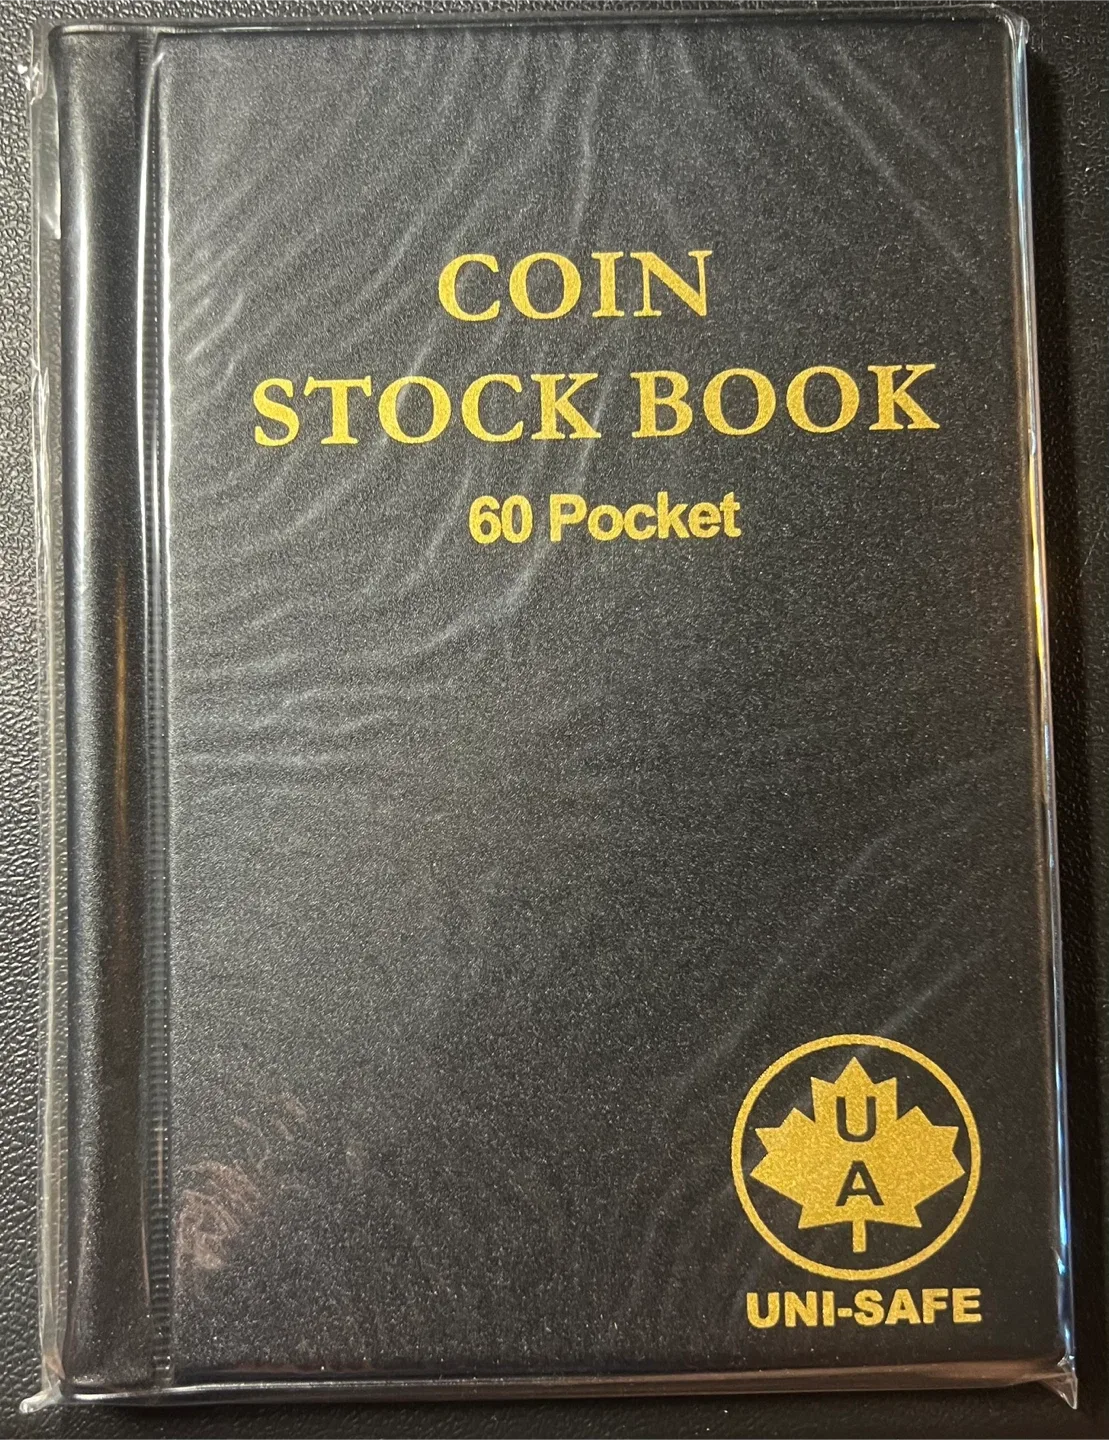 COIN
STOCK BOOK
60 Pocket
U
A
I
UNI-SAFE